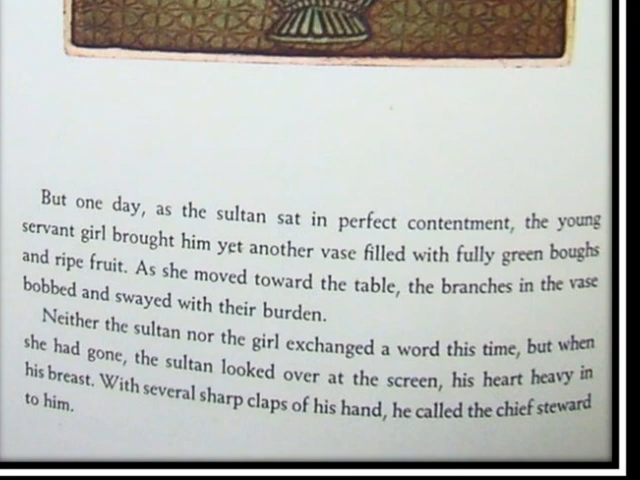 But one day, as the sultan sat in perfect contentment, the young
servant girl brought him yet another vase filled with fully green boughs
and ripe fruit. As she moved toward the table, the branches in the vase
bobbed and swayed with their burden.
Neither the sultan nor the girl exchanged a word this time, but when
she had gone, the sultan looked over at the screen, his heart heavy in
his breast. With several sharp claps of his hand, he called the chief steward
to him.